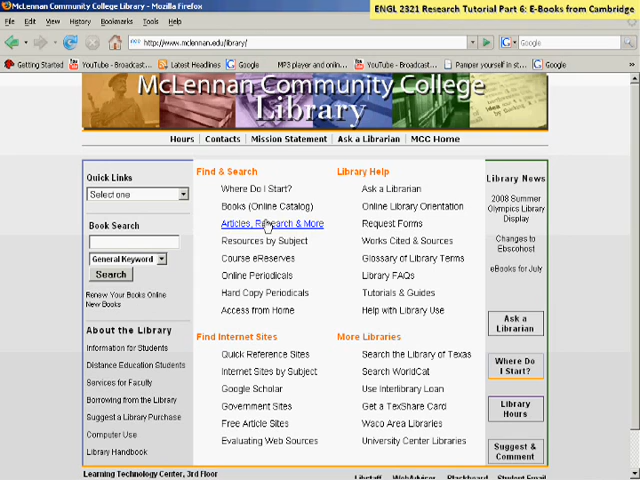 McLennan Community College Library - Mozilla Firefox
ENGL 2321 Research Tutorial Part 6: E-Books from Cambridge
File Edit View History Bookmarks Tools Help
http://www.mclennan.edu/library/
Google
Getting Started YouTube - Broadcast... Latest Headlines Google MP3 player and onlin... YouTube - Broadcast... Pamper yourself in st... Google
McLennan Community College
Library
Hours Contacts Mission Statement Ask a Librarian MCC Home
Quick Links
Select one
Book Search
General Keyword
Search
Renew Your Books Online
New Books
About the Library
Information for Students
Distance Education Students
Services for Faculty
Borrowing from the Library
Suggest a Library Purchase
Computer Use
Library Handbook
Find & Search
Where Do I Start?
Books (Online Catalog)
Articles, Research & More
Resources by Subject
Course eReserves
Online Periodicals
Hard Copy Periodicals
Access from Home
Find Internet Sites
Quick Reference Sites
Internet Sites by Subject
Google Scholar
Government Sites
Free Article Sites
Evaluating Web Sources
Library Help
Ask a Librarian
Online Library Orientation
Request Forms
Works Cited & Sources
Glossary of Library Terms
Library FAQs
Tutorials & Guides
Help with Library Use
More Libraries
Search the Library of Texas
Search WorldCat
Use Interlibrary Loan
Get a TexShare Card
Waco Area Libraries
University Center Libraries
Library News
2008 Summer
Olympics Library
Display
Changes to
Ebscohost
eBooks for July
Ask a
Librarian
Where Do
I Start?
Library
Hours
Suggest &
Comment
Learning Technology Center, 3rd Floor
Libstaff WebAdvisor Blackboard Student Email